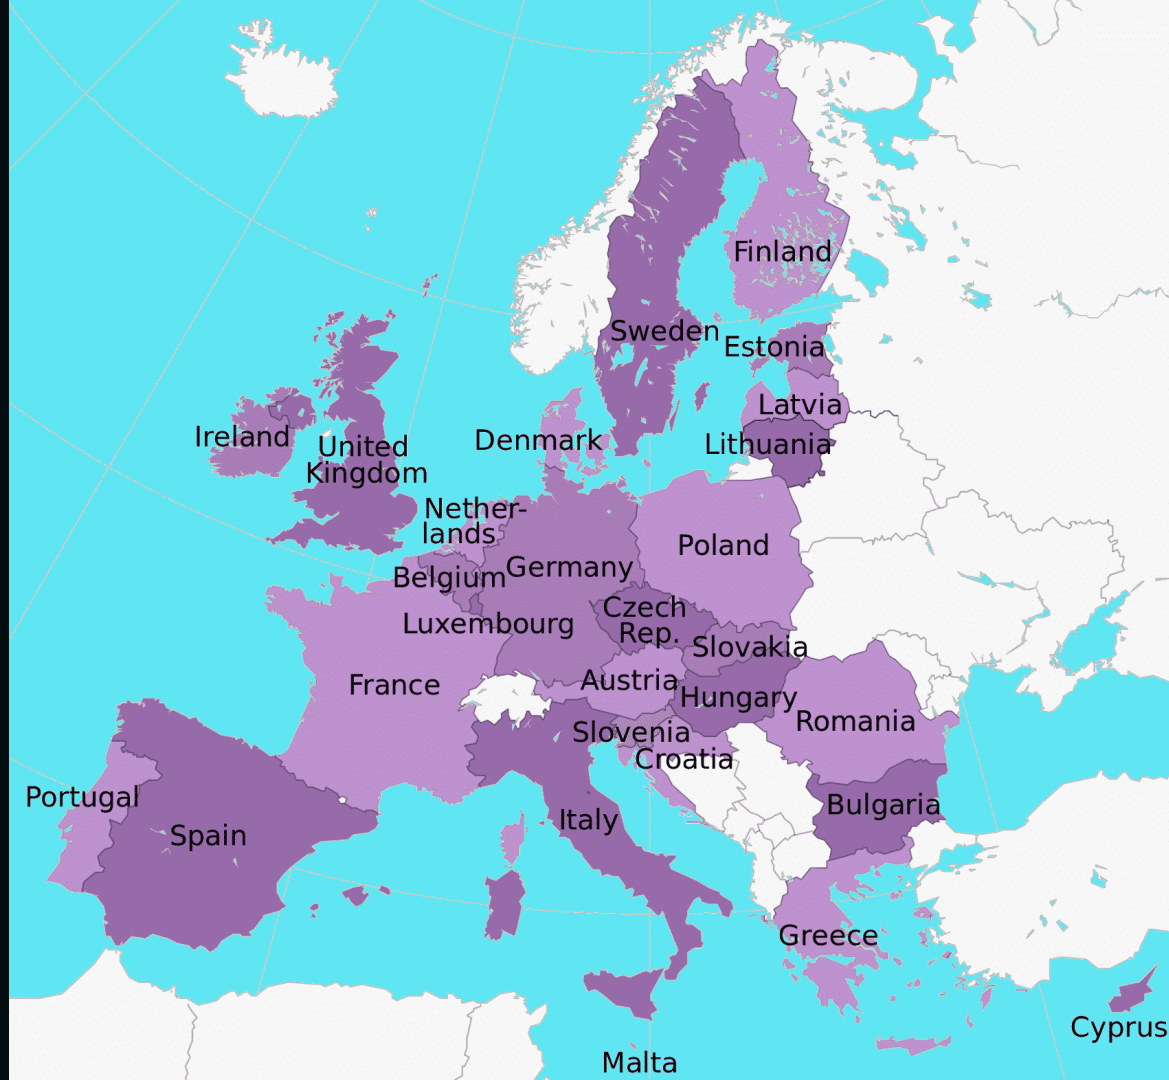 Finland
Sweden
Estonia
Latvia
Ireland
Denmark
Lithuania
United
Kingdom
Nether-
lands
Poland
Belgium
Germany
Czech
Rep.
Luxembourg
Slovakia
France
Austria
Hungary
Romania
Slovenia
Croatia
Portugal
Bulgaria
Italy
Spain
Greece
Cyprus
Malta